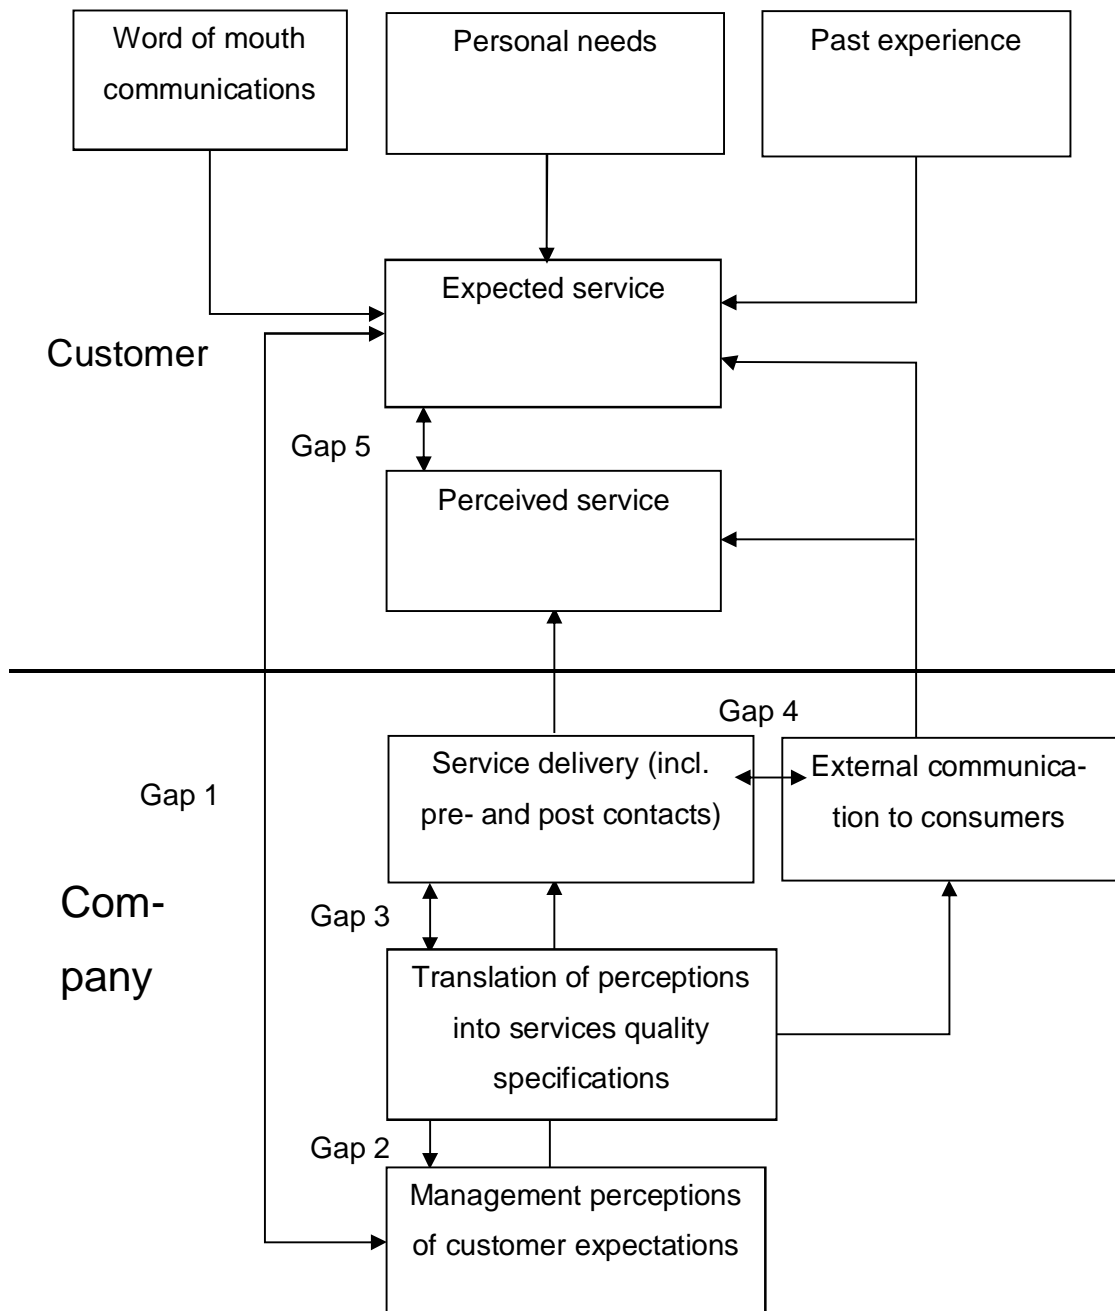 Word of mouth
communications
Personal needs
Past experience
Expected service
Customer
Gap 5
Perceived service
Gap 4
Service delivery (incl.
pre- and post contacts)
External communica-
tion to consumers
Gap 1
Com-
pany
Gap 3
Translation of perceptions
into services quality
specifications
Gap 2
Management perceptions
of customer expectations